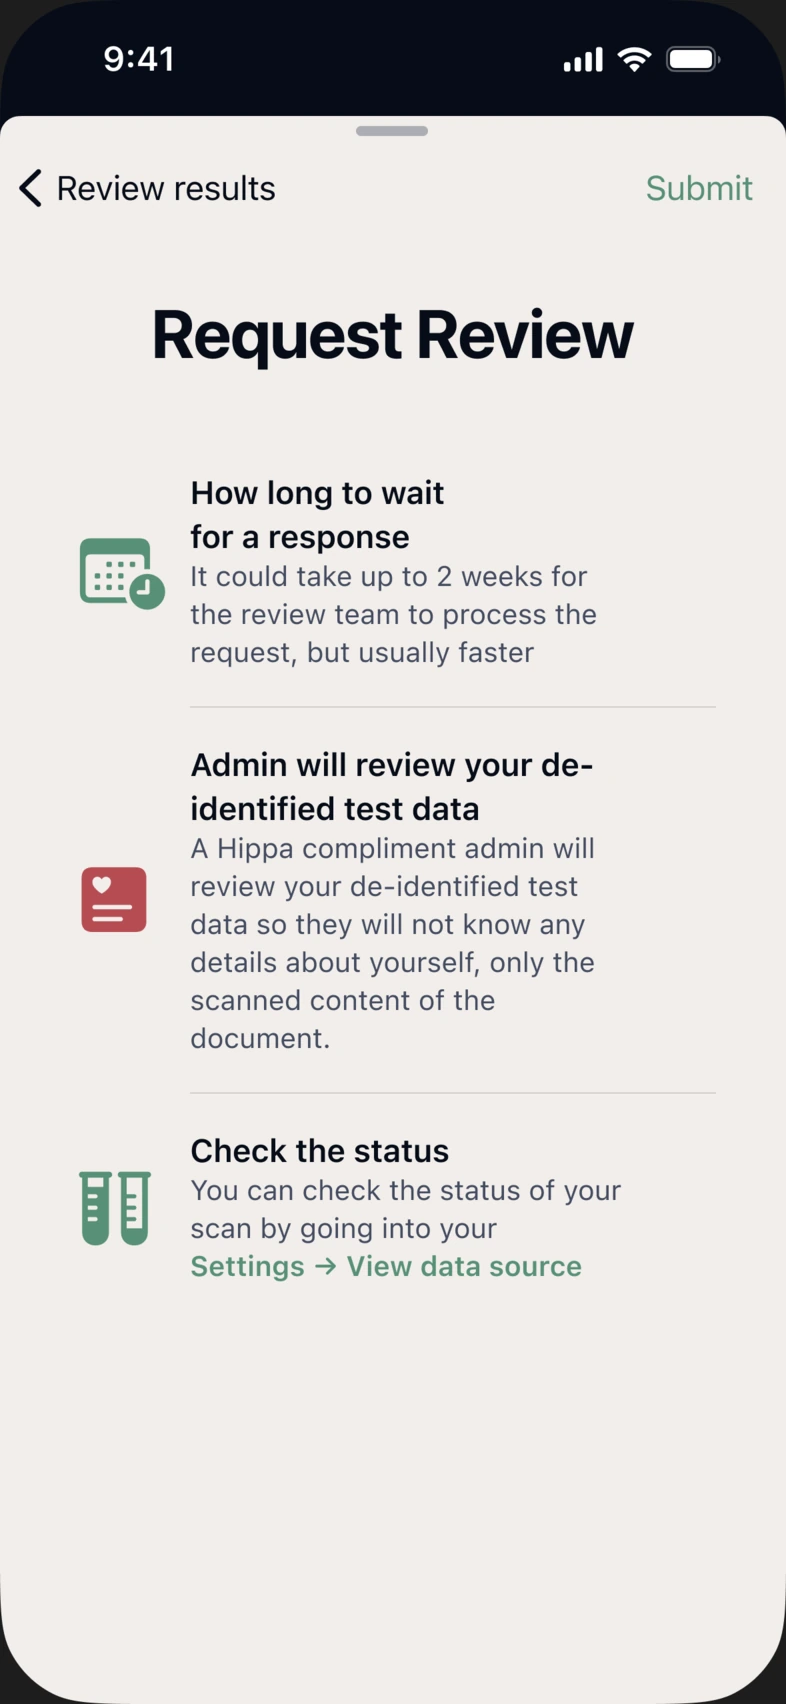 9:41
Review results
Submit
Request Review
How long to wait
for a response
It could take up to 2 weeks for
the review team to process the
request, but usually faster
Admin will review your de-
identified test data
A Hippa compliment admin will
review your de-identified test
data so they will not know any
details about yourself, only the
scanned content of the
document.
Check the status
You can check the status of your
scan by going into your
Settings → View data source